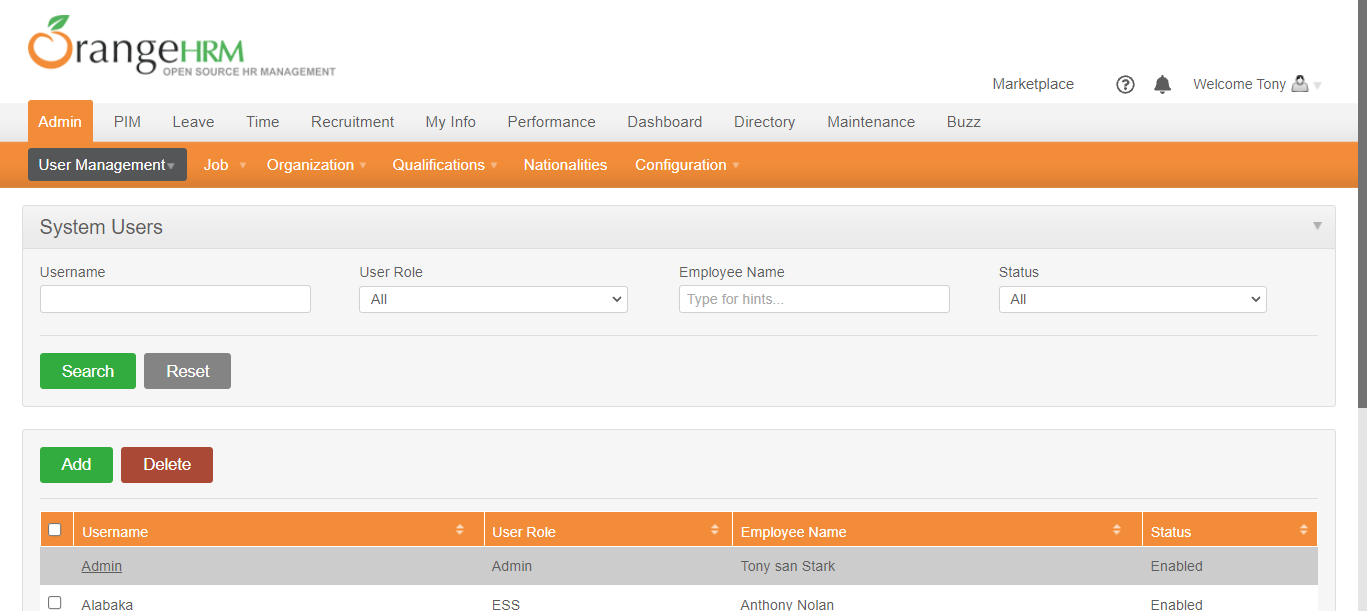 OrangeHRM
OPEN SOURCE HR MANAGEMENT
Marketplace ? Welcome Tony
Admin PIM Leave Time Recruitment My Info Performance Dashboard Directory Maintenance Buzz
User Management Job Organization Qualifications Nationalities Configuration
System Users
Username User Role Employee Name Status
All Type for hints... All
Search Reset
Add Delete
Username User Role Employee Name Status
Admin Admin Tony san Stark Enabled
Alabaka ESS Anthony Nolan Enabled